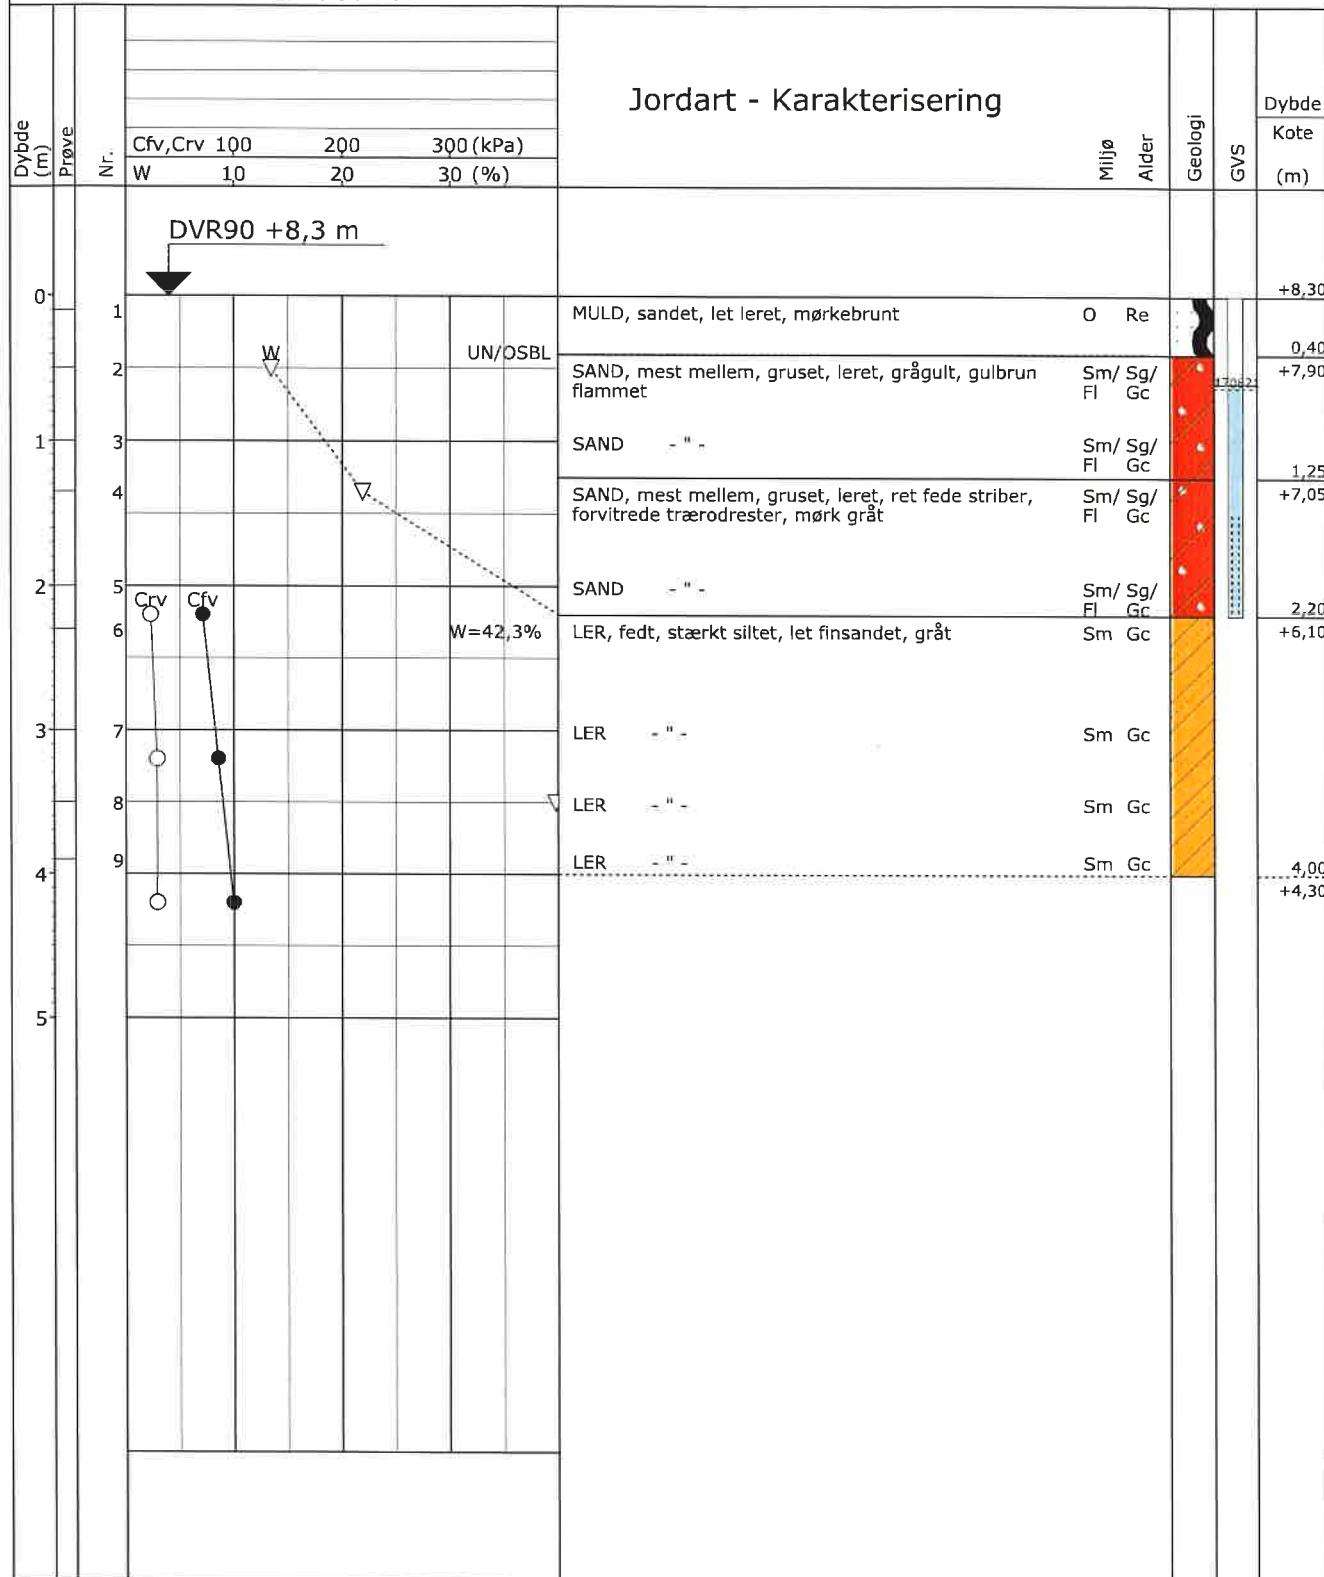 Jordart - Karakterisering
Dybde (m)
Prøve
Nr.
Cfv,Crv 100 200 300 (kPa)
W 10 20 30 (%)
Miljø
Alder
Geologi
GVS
Dybde
Kote
(m)
DVR90 +8,3 m
0 +8,30
1 MULD, sandet, let leret, mørkebrunt O Re
W UN/OSBL 0,40
2 SAND, mest mellem, gruset, leret, grågult, gulbrun Sm/ Sg/ +7,90
flammet Fl Gc
1 3 SAND - " - Sm/ Sg/
Fl Gc 1,25
4 SAND, mest mellem, gruset, leret, ret fede striber, Sm/ Sg/ +7,05
forvitrede trærodrester, mørk gråt Fl Gc
2 5 SAND - " - Sm/ Sg/
Crv Cfv Fl Gc 2,20
6 W=42,3% LER, fedt, stærkt siltet, let finsandet, gråt Sm Gc +6,10
3 7 LER - " - Sm Gc
8 LER - " - Sm Gc
9 LER - " - Sm Gc
4 4,00
+4,30
5